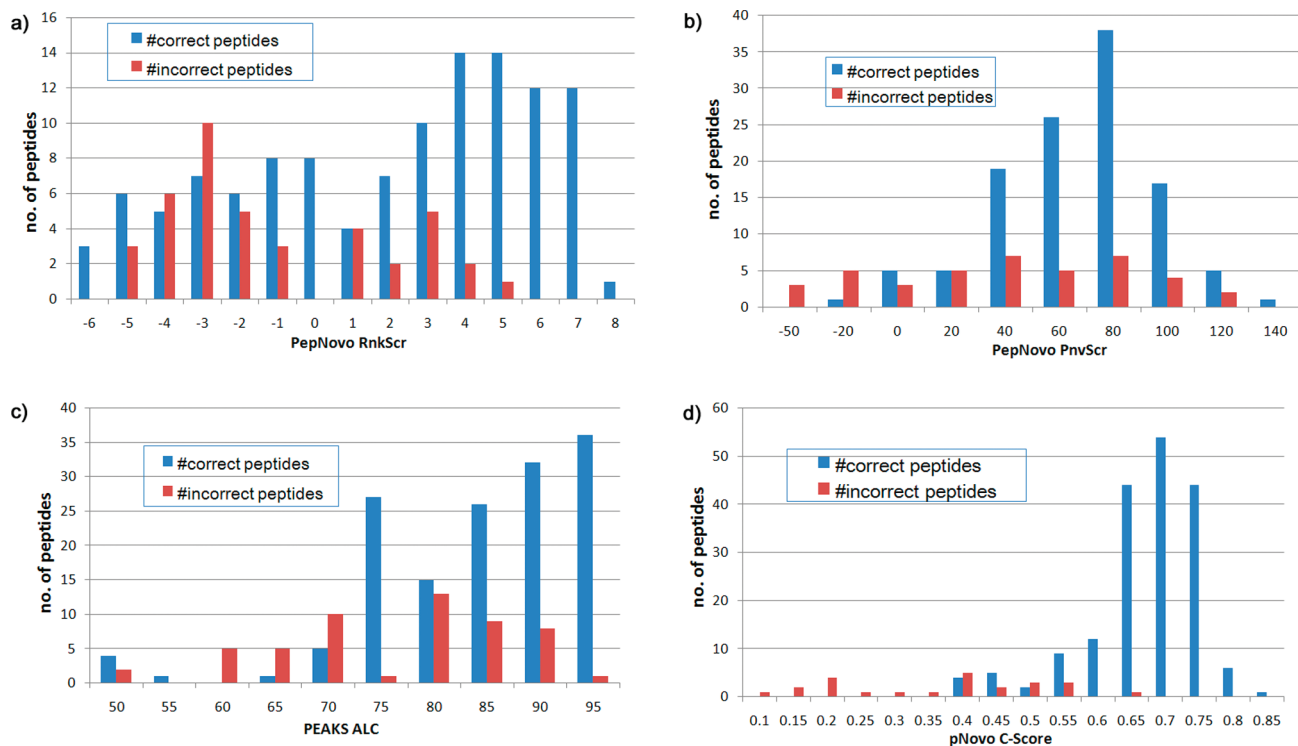 a)
#correct peptides
#incorrect peptides
no. of peptides
16
14
12
10
8
6
4
2
0
-6 -5 -4 -3 -2 -1 0 1 2 3 4 5 6 7 8
PepNovo RnkScr
b)
#correct peptides
#incorrect peptides
no. of peptides
40
35
30
25
20
15
10
5
0
-50 -20 0 20 40 60 80 100 120 140
PepNovo PnvScr
c)
#correct peptides
#incorrect peptides
no. of peptides
40
35
30
25
20
15
10
5
0
50 55 60 65 70 75 80 85 90 95
PEAKS ALC
d)
#correct peptides
#incorrect peptides
no. of peptides
60
50
40
30
20
10
0
0.1 0.15 0.2 0.25 0.3 0.35 0.4 0.45 0.5 0.55 0.6 0.65 0.7 0.75 0.8 0.85
pNovo C-Score